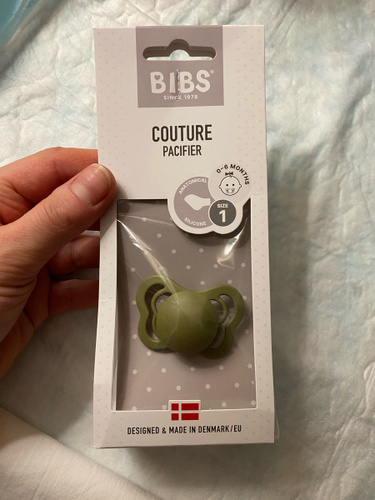 BIBS®
SINCE 1978
COUTURE
PACIFIER
0-6 MONTHS
ANATOMICAL
SILICONE
SIZE
1
DESIGNED & MADE IN DENMARK/EU